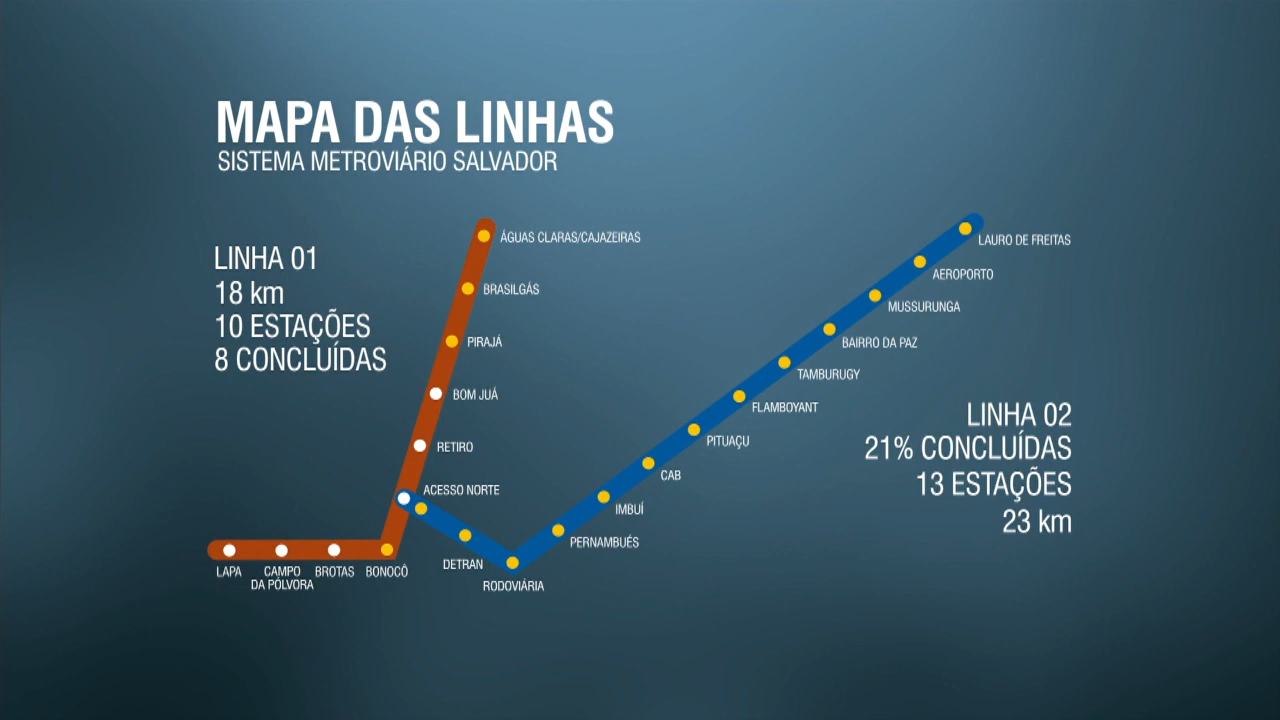 MAPA DAS LINHAS
SISTEMA METROVIÁRIO SALVADOR
LINHA 01
18 km
10 ESTAÇÕES
8 CONCLUÍDAS
ÁGUAS CLARAS/CAJAZEIRAS
BRASILGÁS
PIRAJÁ
BOM JUÁ
RETIRO
ACESSO NORTE
LAPA
CAMPO
DA PÓLVORA
BROTAS
BONOCÔ
DETRAN
RODOVIÁRIA
PERNAMBUÉS
IMBUÍ
CAB
PITUAÇU
FLAMBOYANT
TAMBURUGY
BAIRRO DA PAZ
MUSSURUNGA
AEROPORTO
LAURO DE FREITAS
LINHA 02
21% CONCLUÍDAS
13 ESTAÇÕES
23 km